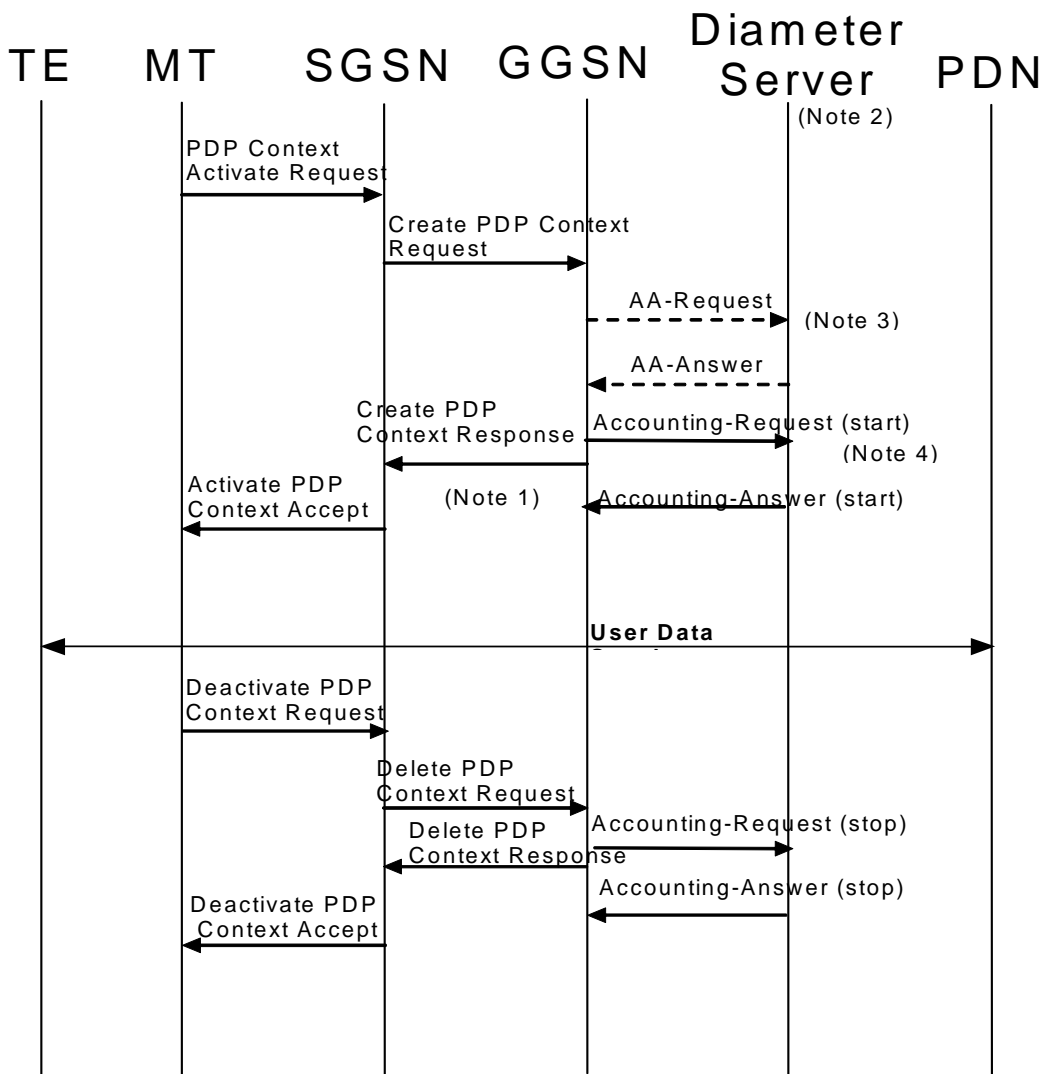 TE
MT
SGSN
GGSN
Diameter
Server
PDN
(Note 2)
PDP Context
Activate Request
Create PDP Context
Request
AA-Request
(Note 3)
AA-Answer
Create PDP
Context Response
Accounting-Request (start)
(Note 4)
Activate PDP
Context Accept
(Note 1)
Accounting-Answer (start)
User Data
Deactivate PDP
Context Request
Delete PDP
Context Request
Delete PDP
Context Response
Accounting-Request (stop)
Accounting-Answer (stop)
Deactivate PDP
Context Accept